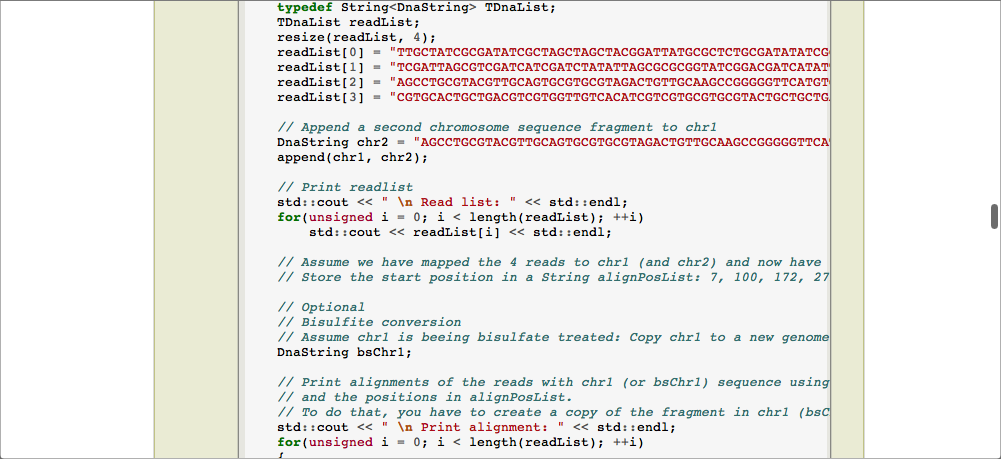 typedef String<DnaString> TDnaList;
TDnaList readList;
resize(readList, 4);
readList[0] = "TTGCTATCGCGATATCGCTAGCTAGCTACGGATTATGCGCTCTGCGATATATCG
readList[1] = "TCGATTAGCGTCGATCATCGATCTATATTAGCGCGCGGTATCGGACGATCATAT
readList[2] = "AGCCTGCGTACGTTGCAGTGCGTGCGTAGACTGTTGCAAGCCGGGGGTTCATGT
readList[3] = "CGTGCACTGCTGACGTCGTGGTTGTCACATCGTCGTGCGTGCGTACTGCTGCTGA
// Append a second chromosome sequence fragment to chr1
DnaString chr2 = "AGCCTGCGTACGTTGCAGTGCGTGCGTAGACTGTTGCAAGCCGGGGGTTCA
append(chr1, chr2);
// Print readlist
std::cout << " \n Read list: " << std::endl;
for(unsigned i = 0; i < length(readList); ++i)
std::cout << readList[i] << std::endl;
// Assume we have mapped the 4 reads to chr1 (and chr2) and now have
// Store the start position in a String alignPosList: 7, 100, 172, 27
// Optional
// Bisulfite conversion
// Assume chr1 is beeing bisulfate treated: Copy chr1 to a new genome
DnaString bsChr1;
// Print alignments of the reads with chr1 (or bsChr1) sequence using
// and the positions in alignPosList.
// To do that, you have to create a copy of the fragment in chr1 (bsC
std::cout << " \n Print alignment: " << std::endl;
for(unsigned i = 0; i < length(readList); ++i)
{